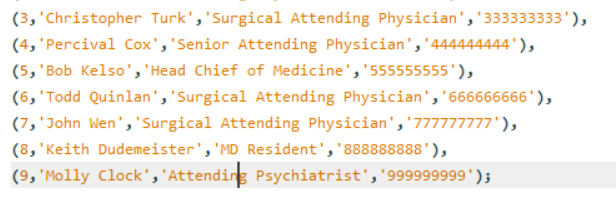 (3,'Christopher Turk','Surgical Attending Physician','333333333'),
(4,'Percival Cox','Senior Attending Physician','444444444'),
(5,'Bob Kelso','Head Chief of Medicine','555555555'),
(6,'Todd Quinlan','Surgical Attending Physician','666666666'),
(7,'John Wen','Surgical Attending Physician','777777777'),
(8,'Keith Dudemeister','MD Resident','888888888'),
(9,'Molly Clock','Attending Psychiatrist','999999999');